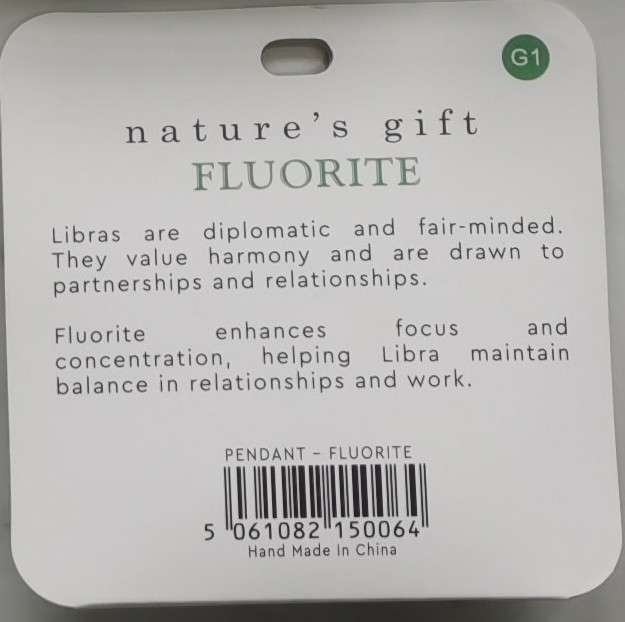 G1
nature's gift
FLUORITE
Libras are diplomatic and fair-minded.
They value harmony and are drawn to
partnerships and relationships.
Fluorite enhances focus and
concentration, helping Libra maintain
balance in relationships and work.
PENDANT - FLUORITE
5 061082 150064
Hand Made In China